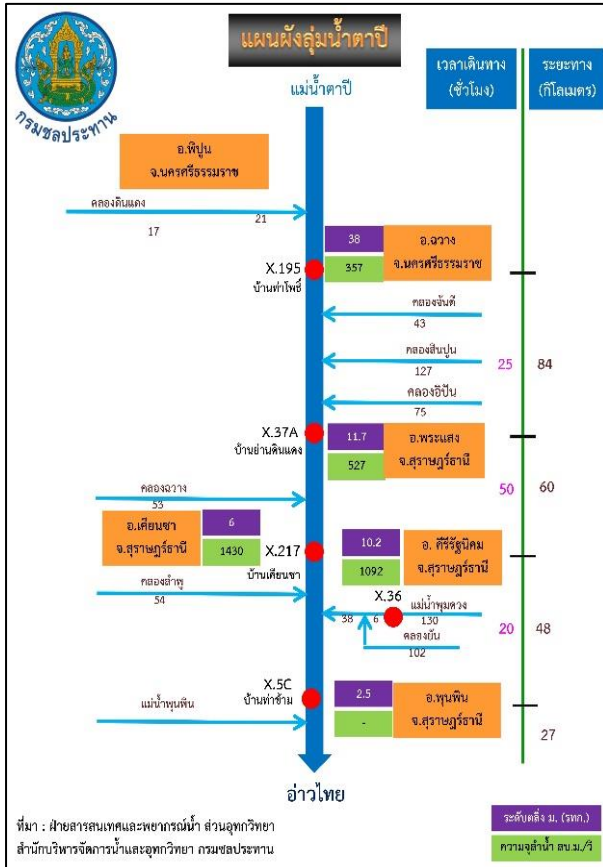 แผนผังลุ่มน้ำตาปี
กรมชลประทาน
แม่น้ำตาปี
เวลาเดินทาง
(ชั่วโมง)
ระยะทาง
(กิโลเมตร)
อ.พิปูน
จ.นครศรีธรรมราช
คลองดินแดง
21
17
38
357
อ.ฉวาง
จ.นครศรีธรรมราช
X.195
บ้านท่าโพธิ์
คลองจันดี
43
คลองสินปูน
127
25
84
คลองอิปัน
75
X.37A
บ้านย่านดินแดง
11.7
527
อ.พระแสง
จ.สุราษฎร์ธานี
คลองฉวาง
53
50
60
อ.เคียนซา
จ.สุราษฎร์ธานี
6
1430
X.217
บ้านเคียนซา
10.2
1092
อ. คีรีรัฐนิคม
จ.สุราษฎร์ธานี
คลองลำพู
54
X.36
แม่น้ำพุมดวง
38
6
130
คลองยัน
102
20
48
X.5C
บ้านท่าข้าม
2.5
-
อ.พุนพิน
จ.สุราษฎร์ธานี
แม่น้ำพุนพิน
27
อ่าวไทย
ที่มา : ฝ่ายสารสนเทศและพยากรณ์น้ำ ส่วนอุทกวิทยา
สำนักบริหารจัดการน้ำและอุทกวิทยา กรมชลประทาน
ระดับตลิ่ง ม. (รทก.)
ความจุลำน้ำ ลบ.ม./วิ